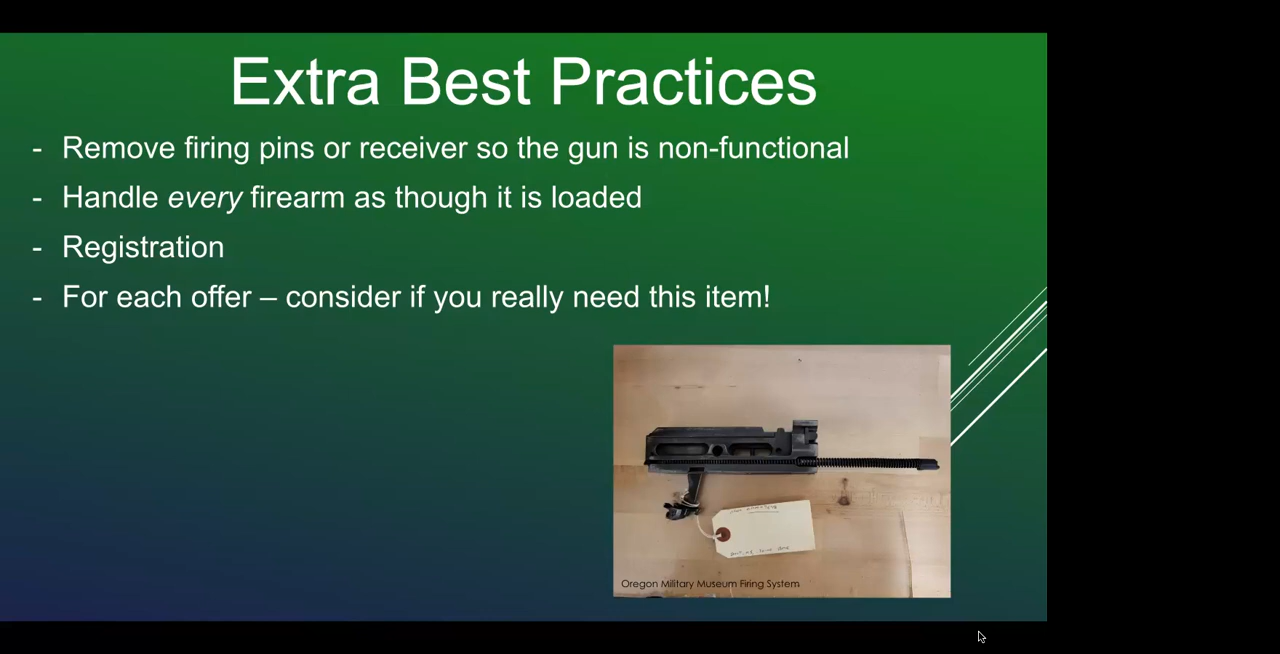 Extra Best Practices
- Remove firing pins or receiver so the gun is non-functional
- Handle every firearm as though it is loaded
- Registration
- For each offer – consider if you really need this item!
Oregon Military Museum Firing System